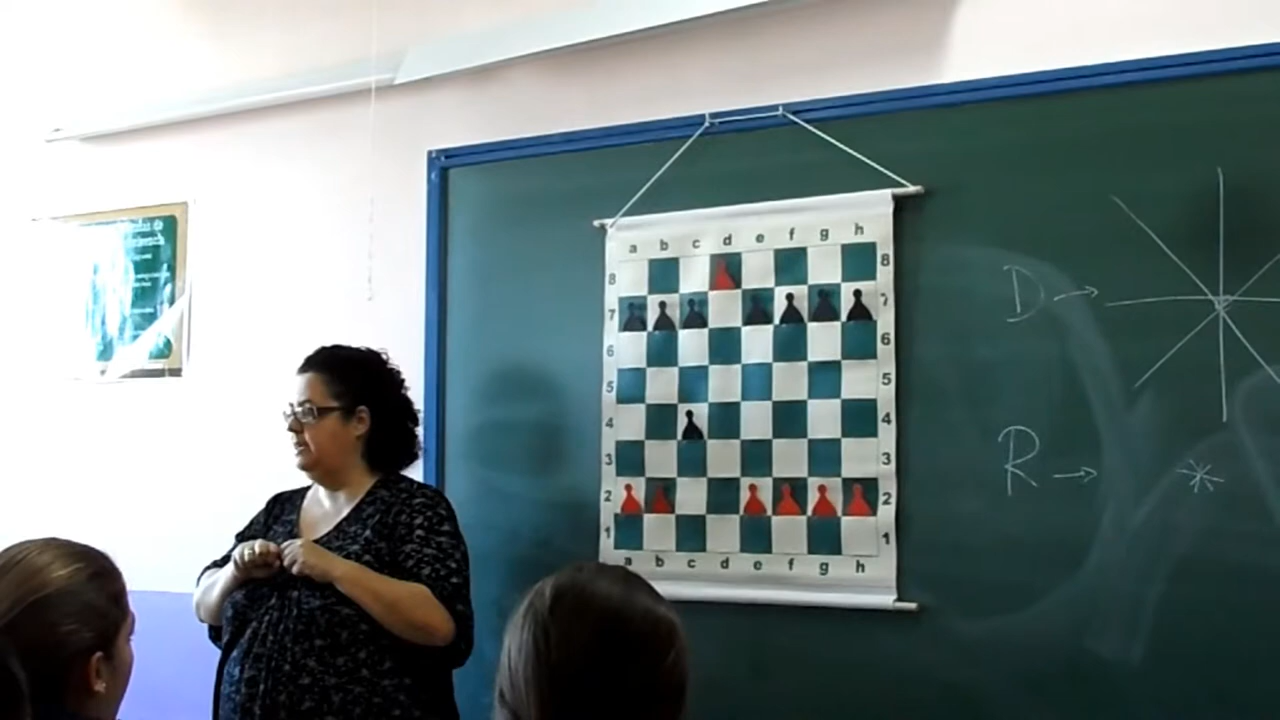 a b c d e f g h
8 8
7 7
6 6
5 5
4 4
3 3
2 2
1 1
a b c d e f g h
D →
R →